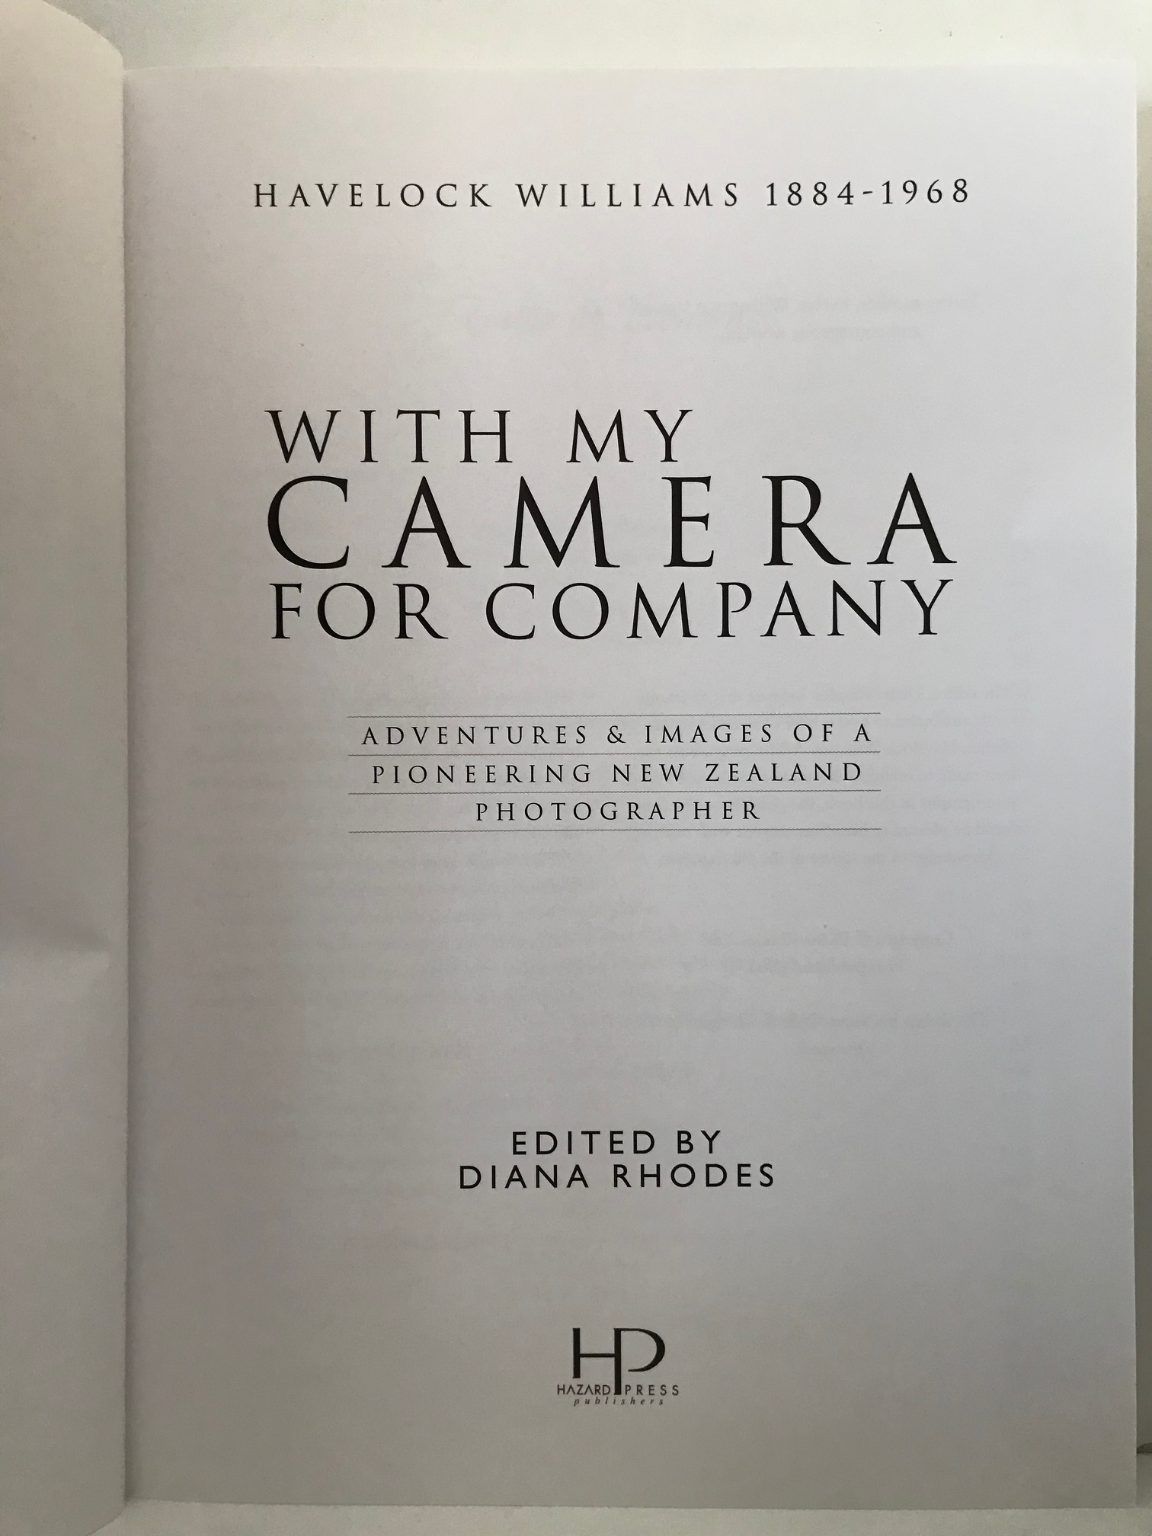 HAVELOCK WILLIAMS 1884-1968
WITH MY
CAMERA
FOR COMPANY
ADVENTURES & IMAGES OF A
PIONEERING NEW ZEALAND
PHOTOGRAPHER
EDITED BY
DIANA RHODES
HP
HAZARD PRESS
publishers